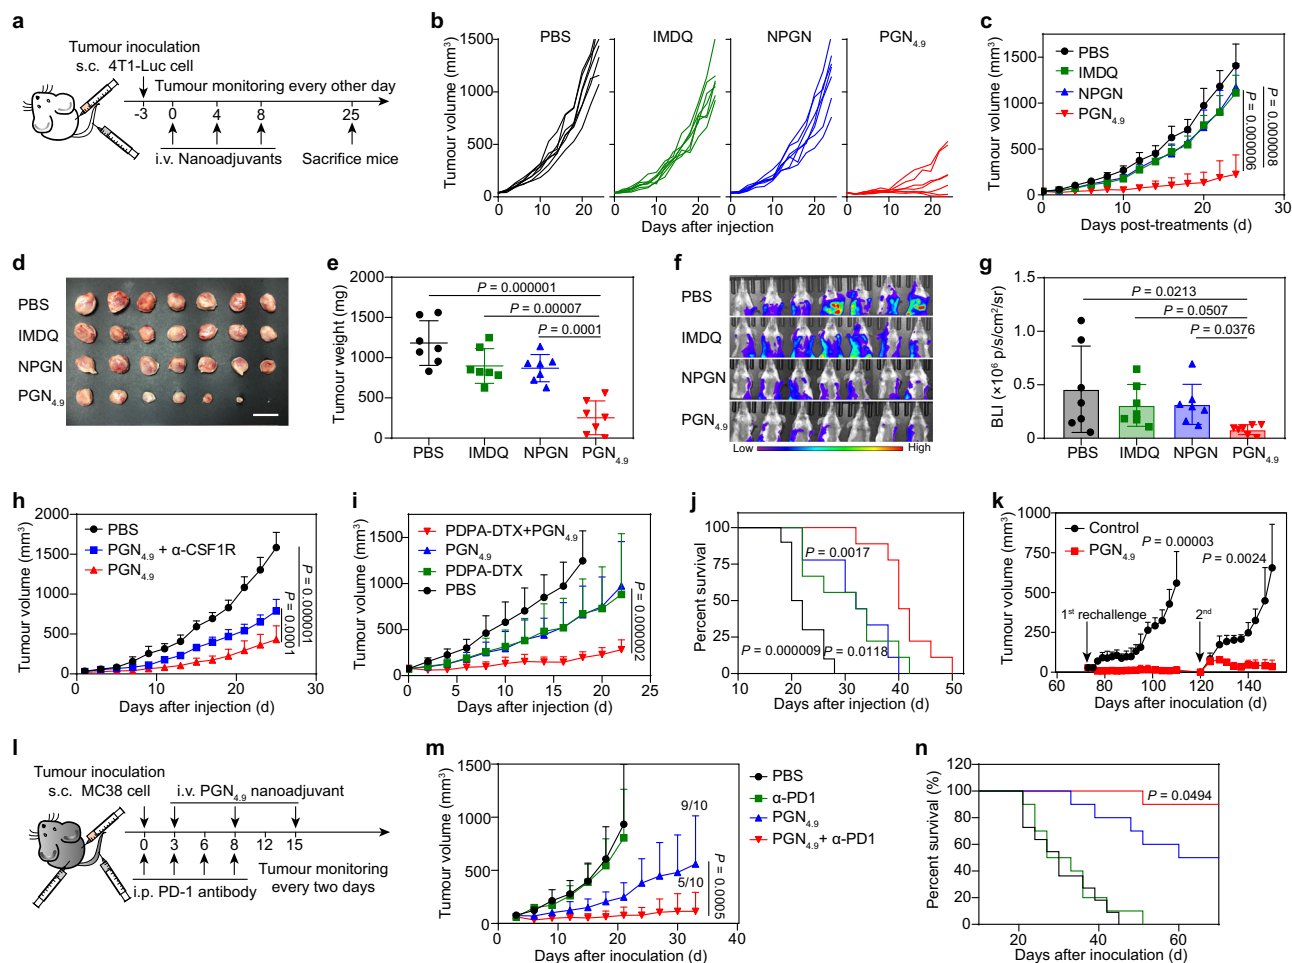 a
Tumour inoculation
s.c. 4T1-Luc cell
Tumour monitoring every other day
-3 0 4 8 25
i.v. Nanoadjuvants
Sacrifice mice
b
PBS IMDQ NPGN PGN4.9
Tumour volume (mm³)
1500
1000
500
0
0 10 20 0 10 20 0 10 20 0 10 20
Days after injection
c
PBS
IMDQ
NPGN
PGN4.9
Tumour volume (mm³)
1500
1000
500
0
0 10 20 30
Days post-treatments (d)
P = 0.000006
P = 0.0000008
d
PBS
IMDQ
NPGN
PGN4.9
e
Tumour weight (mg)
2000
1500
1000
500
0
P = 0.000001
P = 0.00007
P = 0.0001
PBS IMDQ NPGN PGN4.9
f
PBS
IMDQ
NPGN
PGN4.9
Low High
g
BLI (×10⁶ p/s/cm²/sr)
1.5
1.0
0.5
0
P = 0.0213
P = 0.0507
P = 0.0376
PBS IMDQ NPGN PGN4.9
h
Tumour volume (mm³)
2000
1500
1000
500
0
PBS
PGN4.9 + α-CSF1R
PGN4.9
P = 0.0001
P = 0.0000001
0 10 20 30
Days after injection (d)
i
Tumour volume (mm³)
1500
1000
500
0
PDPA-DTX+PGN4.9
PGN4.9
PDPA-DTX
PBS
P = 0.0000002
0 5 10 15 20 25
Days after injection (d)
j
Percent survival
100
75
50
25
0
P = 0.0017
P = 0.000009
P = 0.0118
10 20 30 40 50
Days after injection (d)
k
Tumour volume (mm³)
1000
750
500
250
0
Control
PGN4.9
P = 0.00003
P = 0.0024
1st rechallenge
2nd
60 80 100 120 140
Days after inoculation (d)
l
Tumour inoculation
s.c. MC38 cell
i.v. PGN4.9 nanoadjuvant
0 3 6 8 12 15
i.p. PD-1 antibody
Tumour monitoring
every two days
m
Tumour volume (mm³)
1500
1000
500
0
PBS
α-PD1
PGN4.9
PGN4.9 + α-PD1
9/10
5/10
P = 0.0005
0 10 20 30 40
Days after inoculation (d)
n
Percent survival (%)
120
100
80
60
40
20
0
P = 0.0494
20 40 60
Days after inoculation (d)